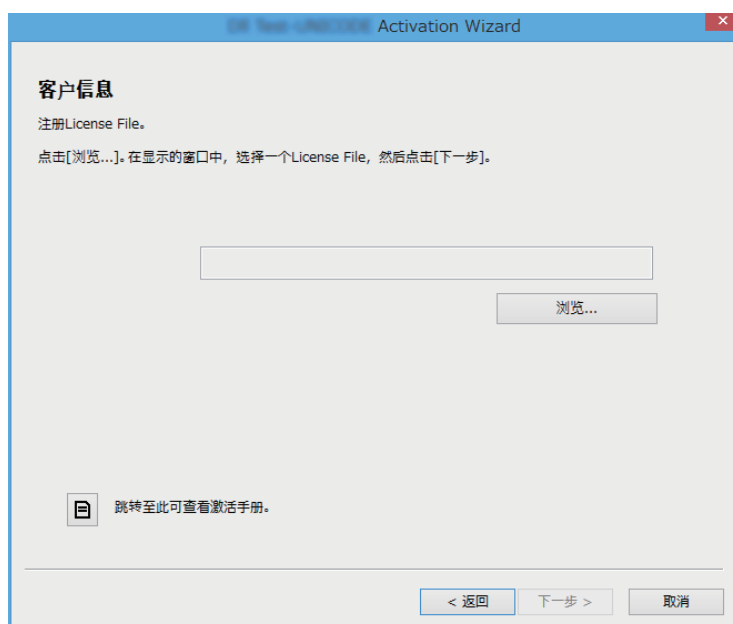 Activation Wizard
客户信息
注册License File。
点击[浏览...]。在显示的窗口中，选择一个License File，然后点击[下一步]。
浏览...
跳转至此可查看激活手册。
< 返回
下一步 >
取消